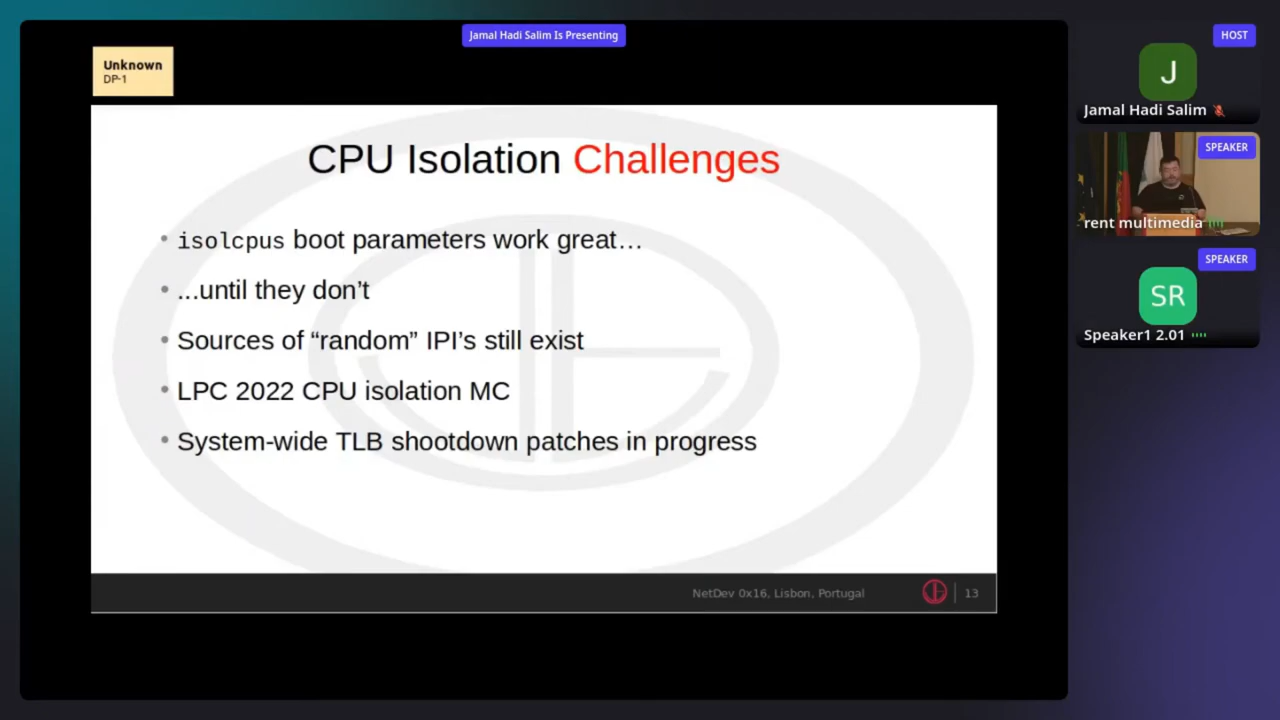 Jamal Hadi Salim Is Presenting
Unknown
DP-1
CPU Isolation Challenges
isolcpus boot parameters work great…
...until they don’t
Sources of “random” IPI’s still exist
LPC 2022 CPU isolation MC
System-wide TLB shootdown patches in progress
NetDev 0x16, Lisbon, Portugal
13
HOST
J
Jamal Hadi Salim
SPEAKER
rent multimedia
SPEAKER
SR
Speaker1 2.01